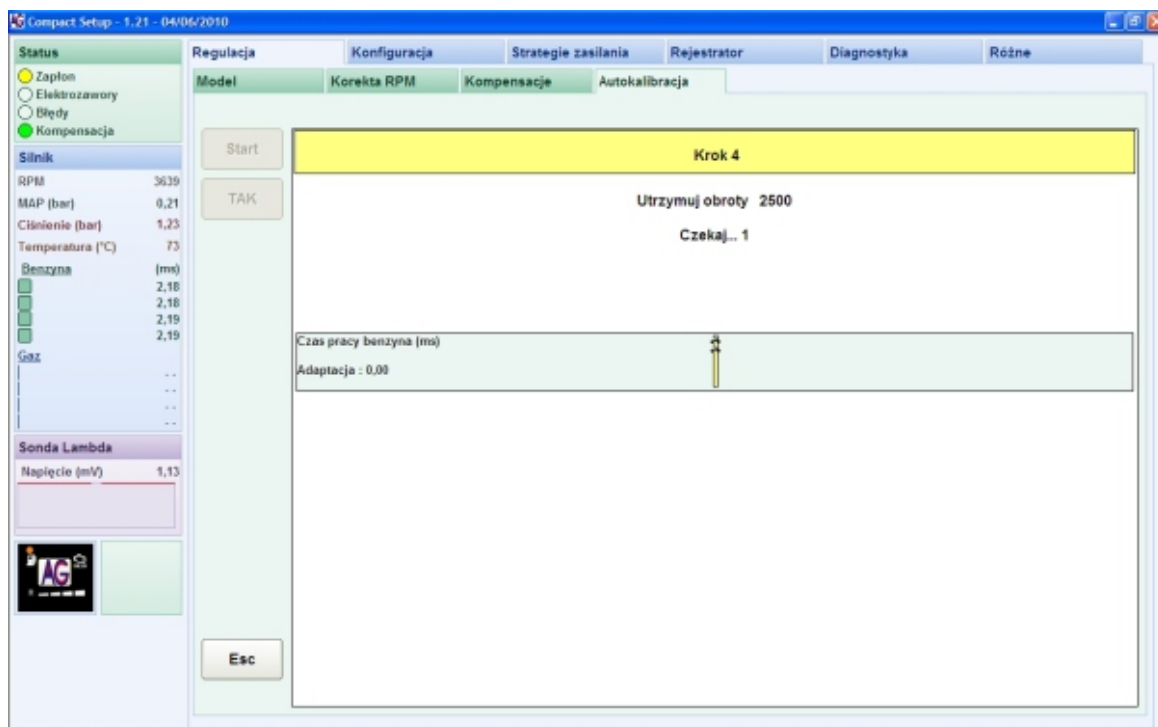 Compact Setup - 1.21 - 04/06/2010
Status
Zapłon
Elektrozawory
Błędy
Kompensacja
Silnik
RPM 3639
MAP (bar) 0,21
Ciśnienie (bar) 1,23
Temperatura (°C) 73
Benzyna (ms)
2,18
2,18
2,19
2,19
Gaz
- -
- -
- -
- -
Sonda Lambda
Napięcie (mV) 1,13
AG
Regulacja Konfiguracja Strategie zasilania Rejestrator Diagnostyka Różne
Model Korekta RPM Kompensacje Autokalibracja
Start
TAK
Esc
Krok 4
Utrzymuj obroty 2500
Czekaj... 1
Czas pracy benzyna (ms)
Adaptacja : 0,00